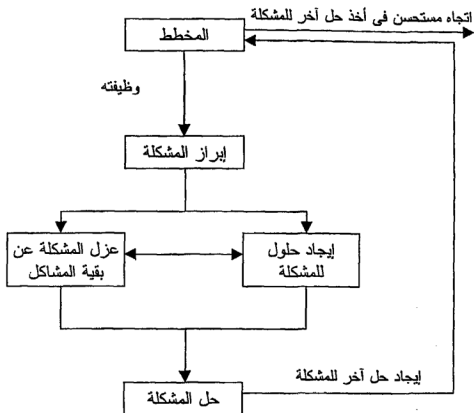 اتجاه مستحسن فى أخذ حل آخر للمشكلة
المخطط
وظيفته
إبراز المشكلة
إيجاد حلول
للمشكلة
عزل المشكلة عن
بقية المشاكل
إيجاد حل آخر للمشكلة
حل المشكلة